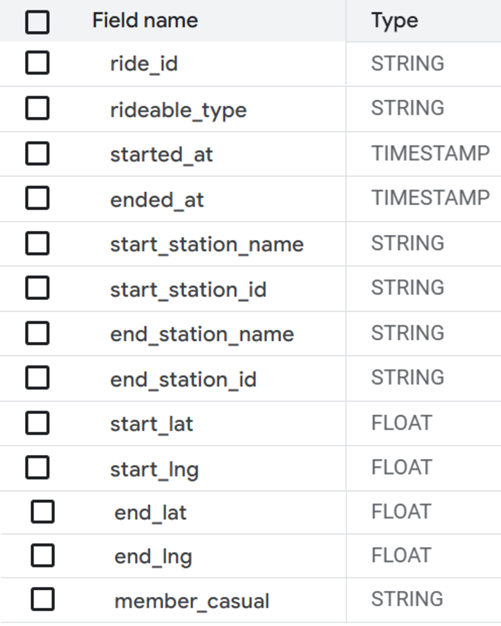 Field name Type
ride_id STRING
rideable_type STRING
started_at TIMESTAMP
ended_at TIMESTAMP
start_station_name STRING
start_station_id STRING
end_station_name STRING
end_station_id STRING
start_lat FLOAT
start_lng FLOAT
end_lat FLOAT
end_lng FLOAT
member_casual STRING